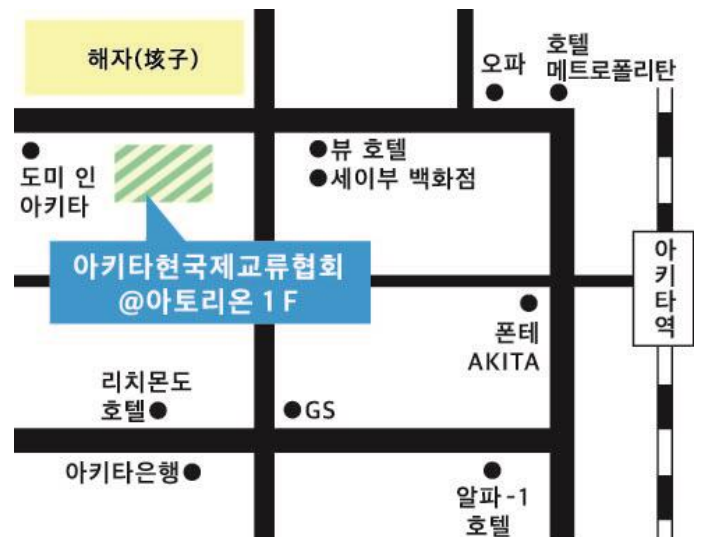 해자(垓子)
오파
호텔
메트로폴리탄
도미 인
아키타
●뷰 호텔
●세이부 백화점
아키타현국제교류협회
@아토리온 1F
아키타역
폰테
AKITA
리치몬도
호텔●
●GS
아키타은행●
알파-1
호텔